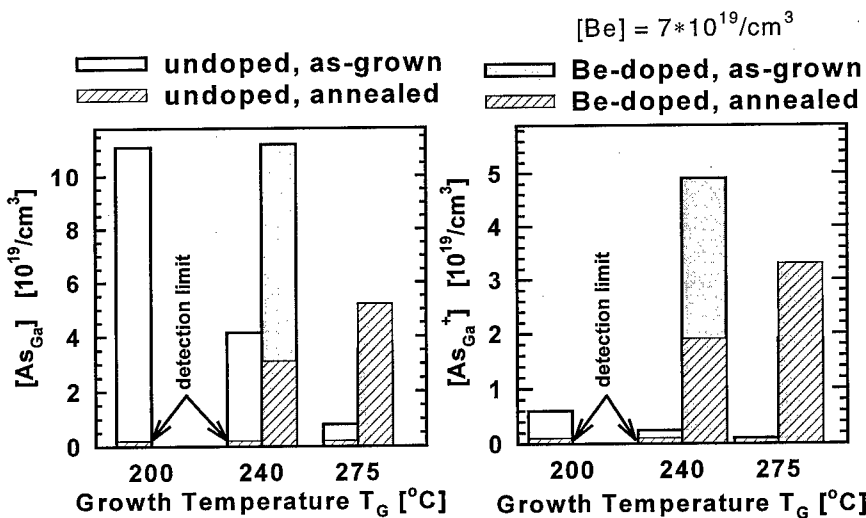 [Be] = 7*10^19/cm^3
undoped, as-grown
undoped, annealed
Be-doped, as-grown
Be-doped, annealed
[As_Ga] [10^19/cm^3]
10
8
6
4
2
0
detection limit
200 240 275
Growth Temperature T_G [°C]
[As_Ga^+] [10^19/cm^3]
5
4
3
2
1
0
detection limit
200 240 275
Growth Temperature T_G [°C]